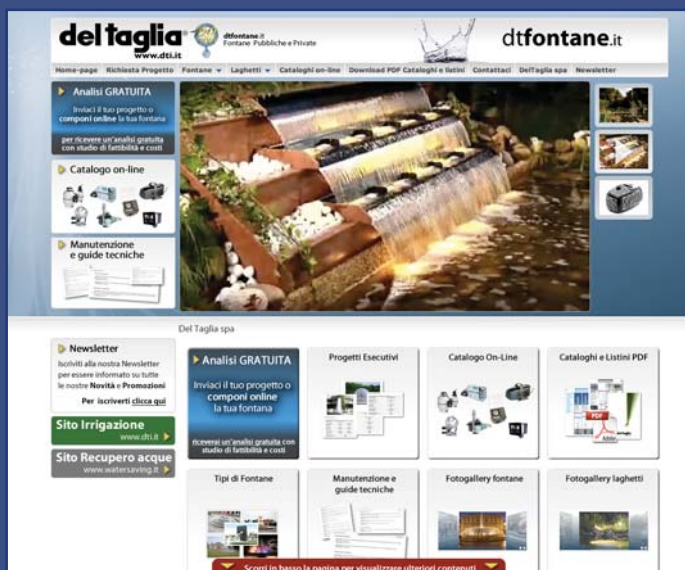 del taglia
www.dti.it
dtfontane.it
Fontane Pubbliche e Private
dtfontane.it
Home-page Richiesta Progetto Fontane Laghetti Cataloghi on-line Download PDF Cataloghi e listini Contattaci DelTaglia spa Newsletter
Analisi GRATUITA
Inviaci il tuo progetto o
componi online la tua fontana
per ricevere un'analisi gratuita
con studio di fattibilità e costi
Catalogo on-line
Manutenzione
e guide tecniche
Del Taglia spa
Newsletter
Iscriviti alla nostra Newsletter
per essere informato su tutte
le nostre Novità e Promozioni
Per iscriverti clicca qui
Sito Irrigazione
www.dti.it
Sito Recupero acque
www.watersaving.it
Analisi GRATUITA
Inviaci il tuo progetto o
componi online
la tua fontana
riceverai un'analisi gratuita con
studio di fattibilità e costi
Progetti Esecutivi
Catalogo On-Line
Cataloghi e Listini PDF
PDF
Adobe
Tipi di Fontane
Manutenzione e
guide tecniche
Fotogallery fontane
Fotogallery laghetti
Scorri in basso la pagina per visualizzare ulteriori contenuti